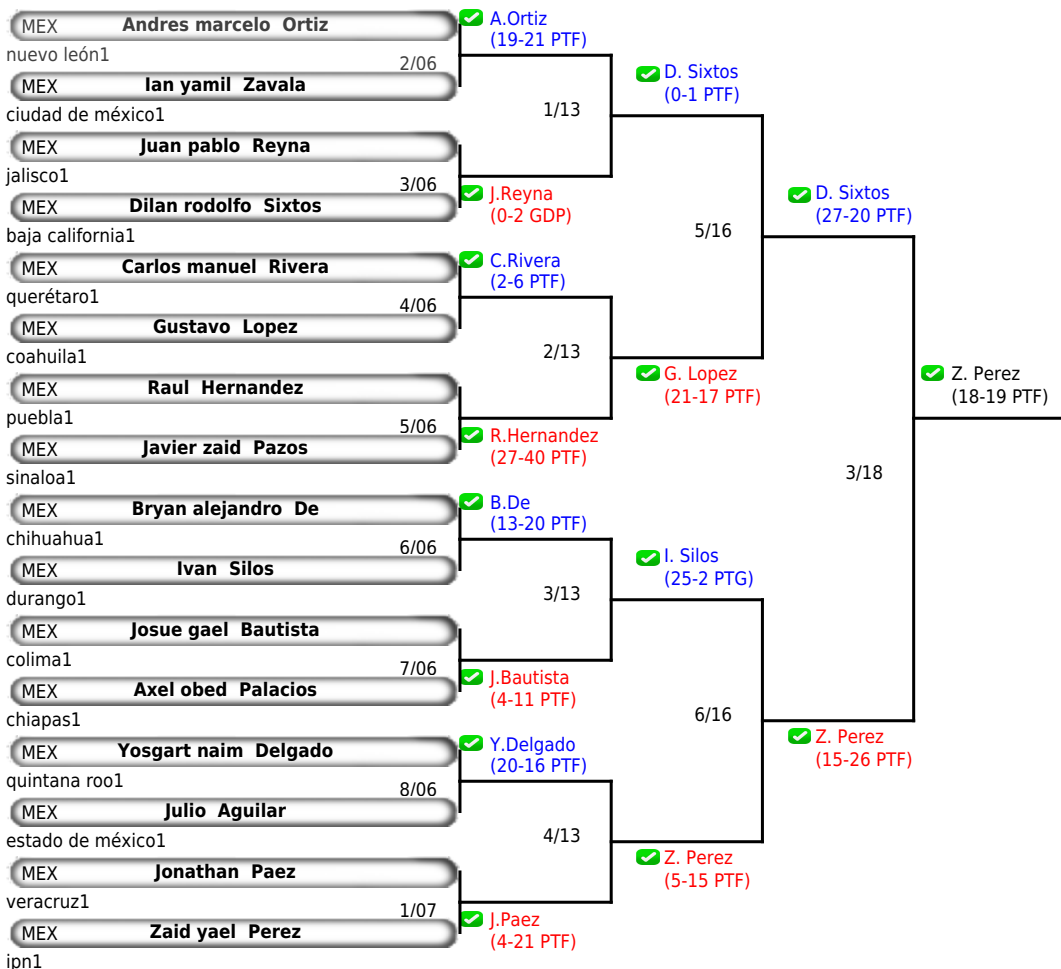 MEX Andres marcelo Ortiz
nuevo león1
2/06
MEX Ian yamil Zavala
ciudad de méxico1
MEX Juan pablo Reyna
jalisco1
3/06
MEX Dilan rodolfo Sixtos
baja california1
MEX Carlos manuel Rivera
querétaro1
4/06
MEX Gustavo Lopez
coahuila1
MEX Raul Hernandez
puebla1
5/06
MEX Javier zaid Pazos
sinaloa1
MEX Bryan alejandro De
chihuahua1
6/06
MEX Ivan Silos
durango1
MEX Josue gael Bautista
colima1
7/06
MEX Axel obed Palacios
chiapas1
MEX Yosgart naim Delgado
quintana roo1
8/06
MEX Julio Aguilar
estado de méxico1
MEX Jonathan Paez
veracruz1
1/07
MEX Zaid yael Perez
ipn1
A.Ortiz
(19-21 PTF)
1/13
J.Reyna
(0-2 GDP)
C.Rivera
(2-6 PTF)
2/13
R.Hernandez
(27-40 PTF)
B.De
(13-20 PTF)
3/13
J.Bautista
(4-11 PTF)
Y.Delgado
(20-16 PTF)
4/13
J.Paez
(4-21 PTF)
D. Sixtos
(0-1 PTF)
5/16
G. Lopez
(21-17 PTF)
I. Silos
(25-2 PTG)
6/16
Z. Perez
(5-15 PTF)
D. Sixtos
(27-20 PTF)
3/18
Z. Perez
(15-26 PTF)
Z. Perez
(18-19 PTF)